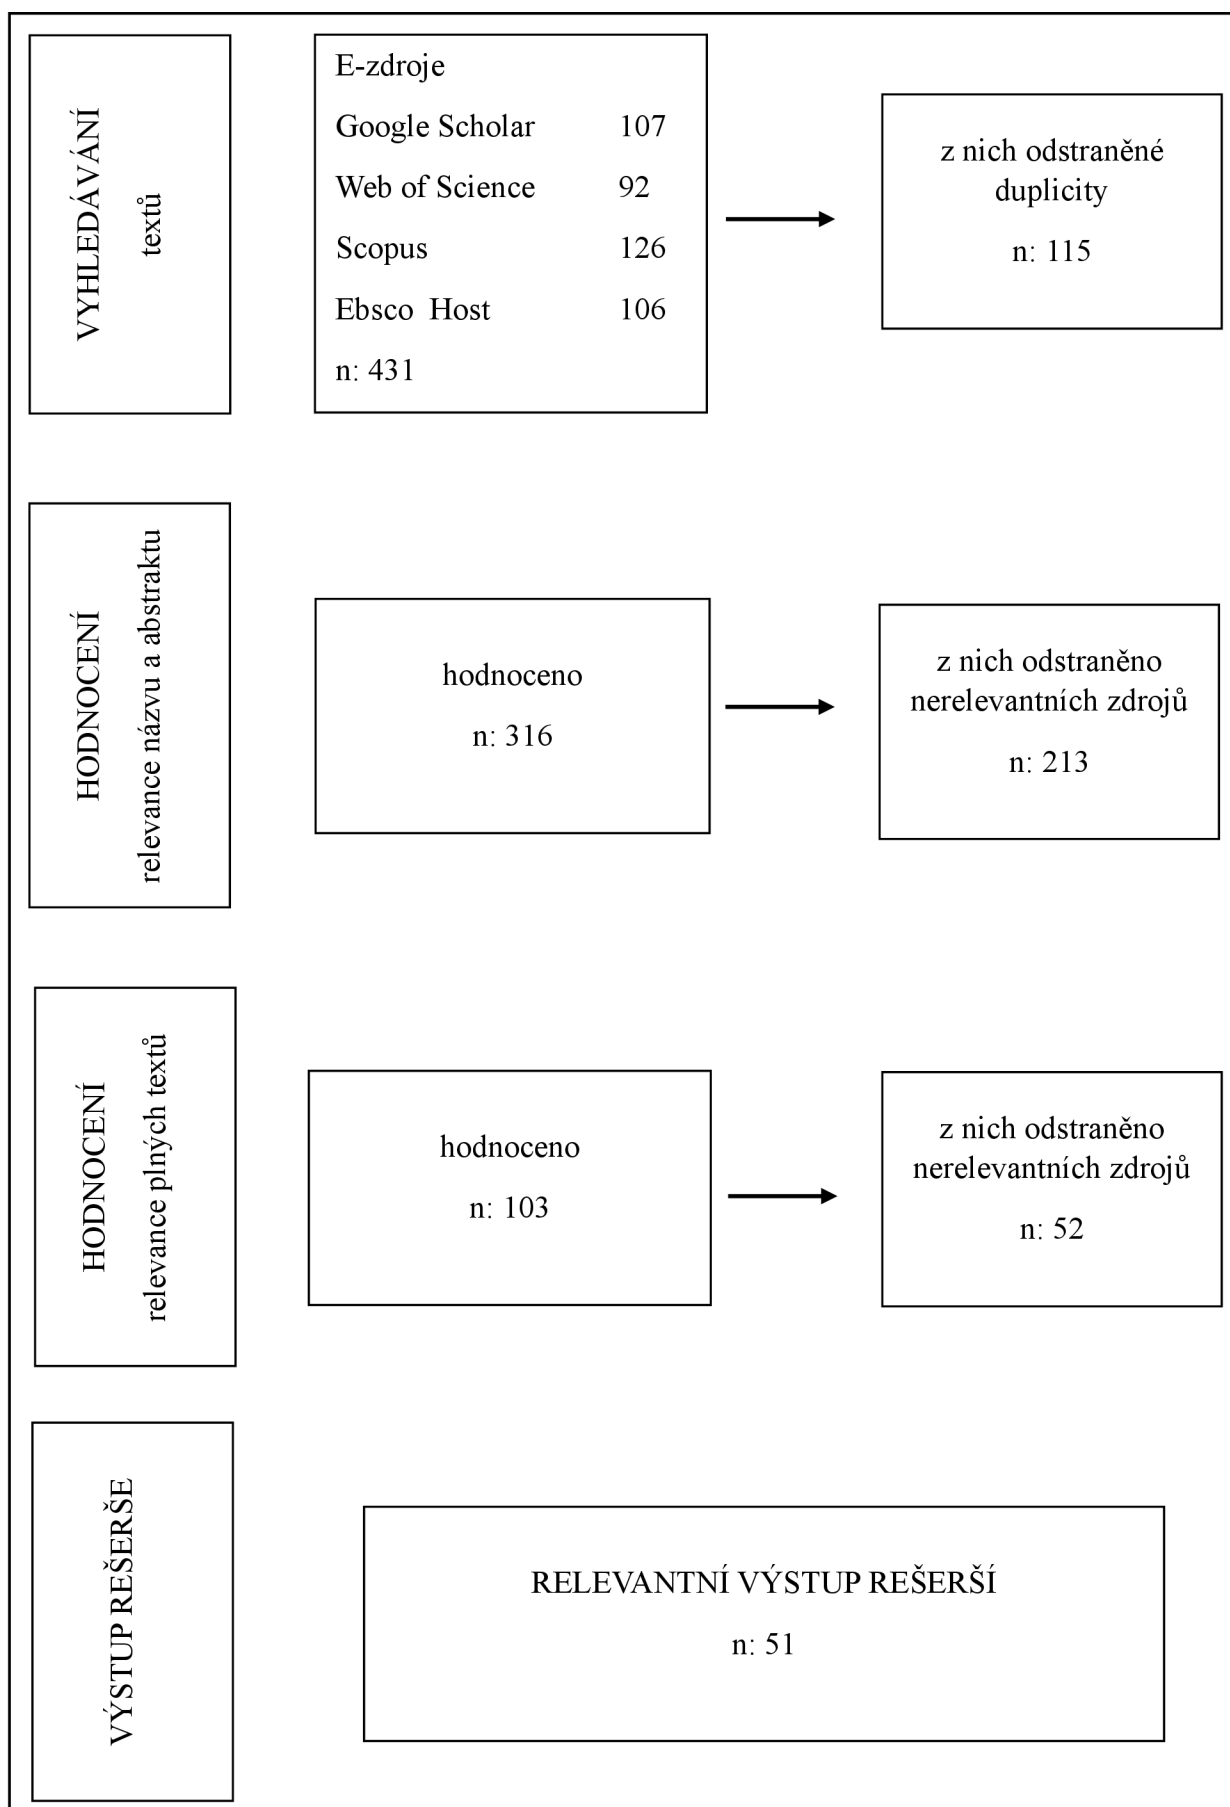 VYHLEDÁVÁNÍ
textů
E-zdroje
Google Scholar 107
Web of Science 92
Scopus 126
Ebsco Host 106
n: 431
z nich odstraněné
duplicity
n: 115
HODNOCENÍ
relevance názvu a abstraktu
hodnoceno
n: 316
z nich odstraněno
nerelevantních zdrojů
n: 213
HODNOCENÍ
relevance plných textů
hodnoceno
n: 103
z nich odstraněno
nerelevantních zdrojů
n: 52
VÝSTUP REŠERŠE
RELEVANTNÍ VÝSTUP REŠERŠÍ
n: 51